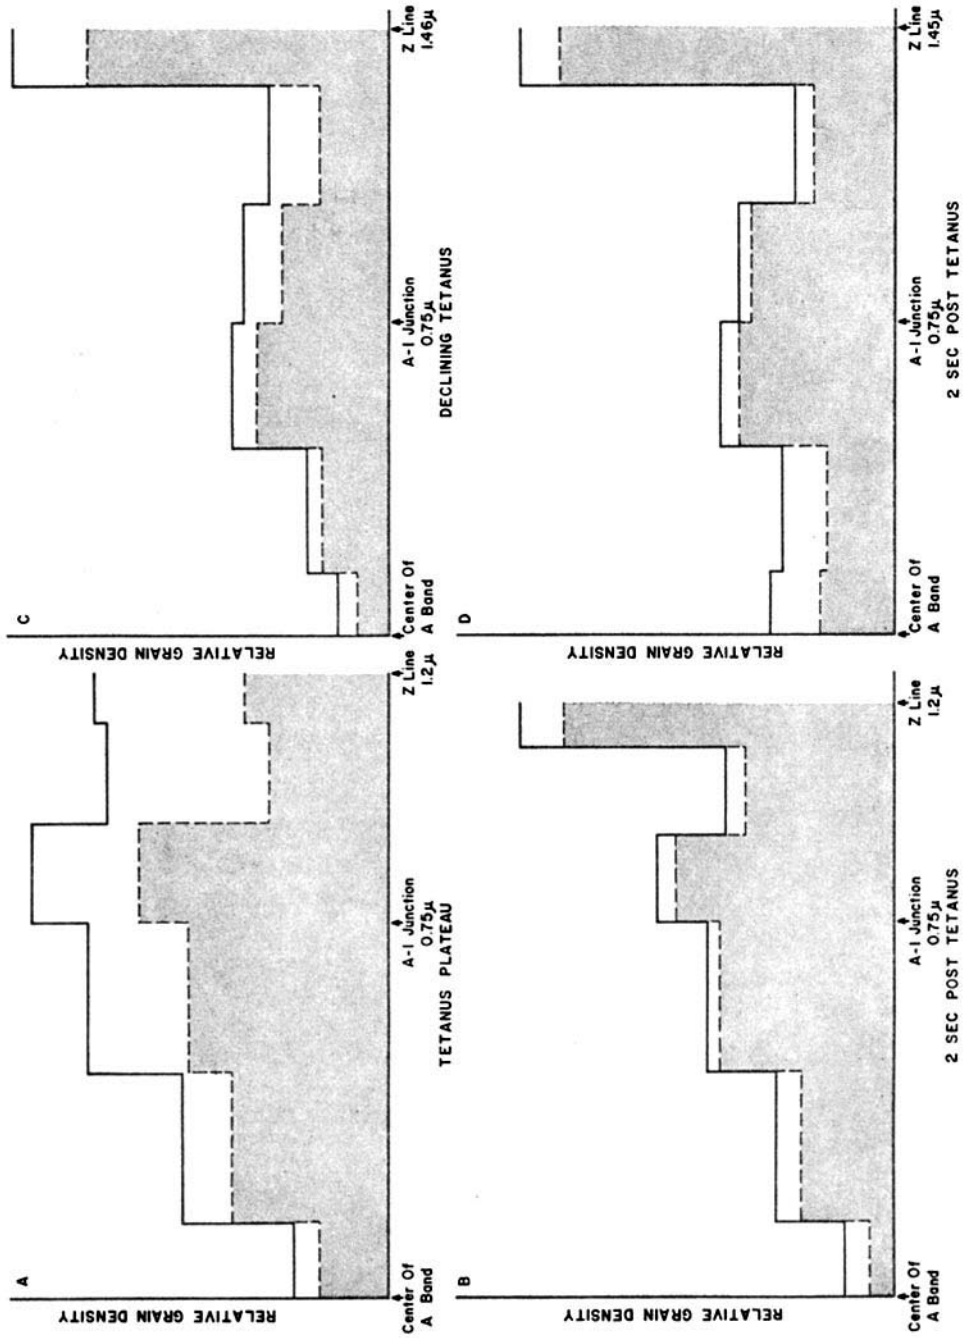 A
RELATIVE GRAIN DENSITY
Center Of
A Band
A-I Junction
0.75μ
Z Line
1.2μ
TETANUS PLATEAU
B
RELATIVE GRAIN DENSITY
Center Of
A Band
A-I Junction
0.75μ
Z Line
1.2μ
2 SEC POST TETANUS
C
RELATIVE GRAIN DENSITY
Center Of
A Band
A-I Junction
0.75μ
Z Line
1.46μ
DECLINING TETANUS
D
RELATIVE GRAIN DENSITY
Center Of
A Band
A-I Junction
0.75μ
Z Line
1.45μ
2 SEC POST TETANUS